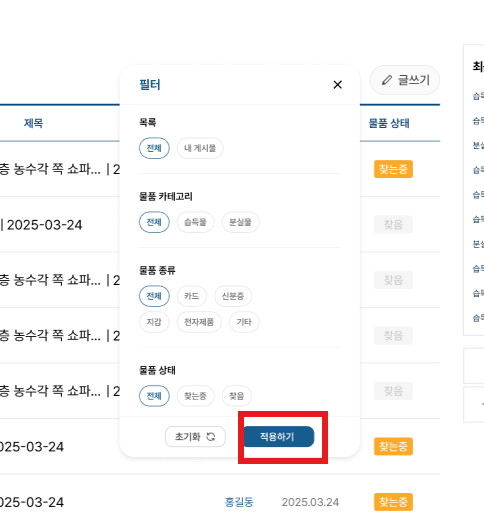 최
글쓰기
필터
제목
물품 상태
목록
전체 내 게시물
층 농수각 쪽 쇼파... | 2
찾는중
물품 카테고리
전체 습득물 분실물
| 2025-03-24
찾음
물품 종류
층 농수각 쪽 쇼파... | 2
찾음
전체 카드 신분증
지갑 전자제품 기타
층 농수각 쪽 쇼파... | 2
찾음
물품 상태
전체 찾는중 찾음
층 농수각 쪽 쇼파... | 2
찾음
초기화 적용하기
025-03-24
찾는중
025-03-24
홍길동 2025.03.24
찾는중